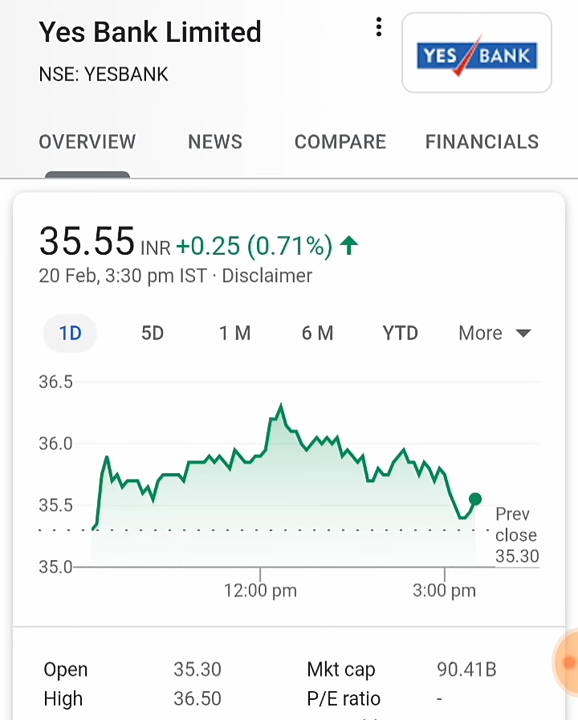 Yes Bank Limited
NSE: YESBANK
YES BANK
OVERVIEW NEWS COMPARE FINANCIALS
35.55 INR +0.25 (0.71%)
20 Feb, 3:30 pm IST · Disclaimer
1D 5D 1 M 6 M YTD More
36.5
36.0
35.5
35.0
Prev
close
35.30
12:00 pm 3:00 pm
Open 35.30 Mkt cap 90.41B
High 36.50 P/E ratio -